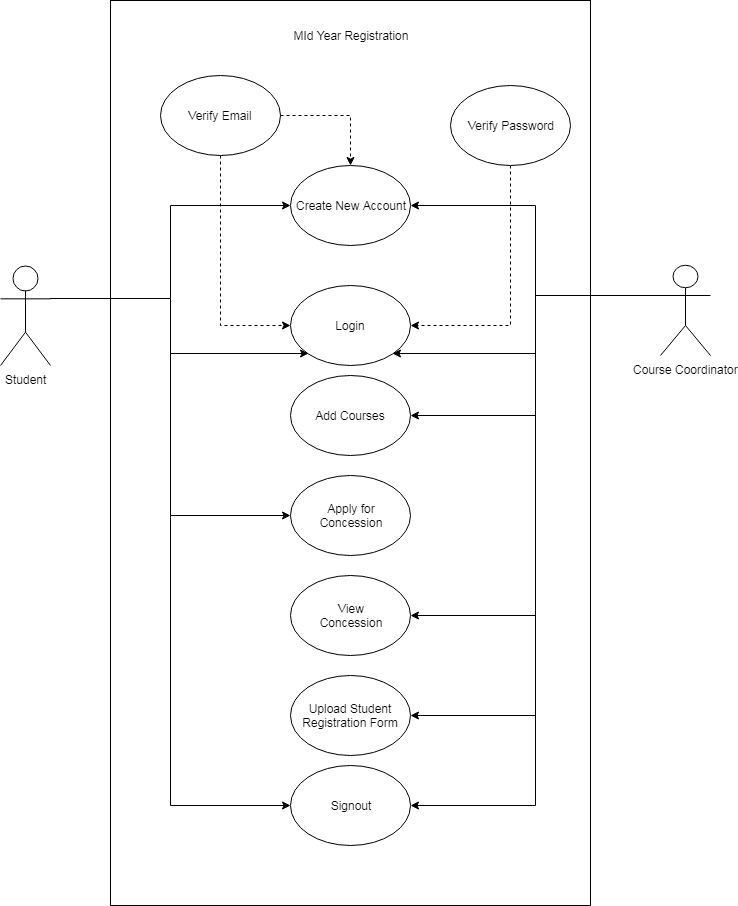 MId Year Registration
Verify Email
Verify Password
Create New Account
Login
Student
Course Coordinator
Add Courses
Apply for
Concession
View
Concession
Upload Student
Registration Form
Signout